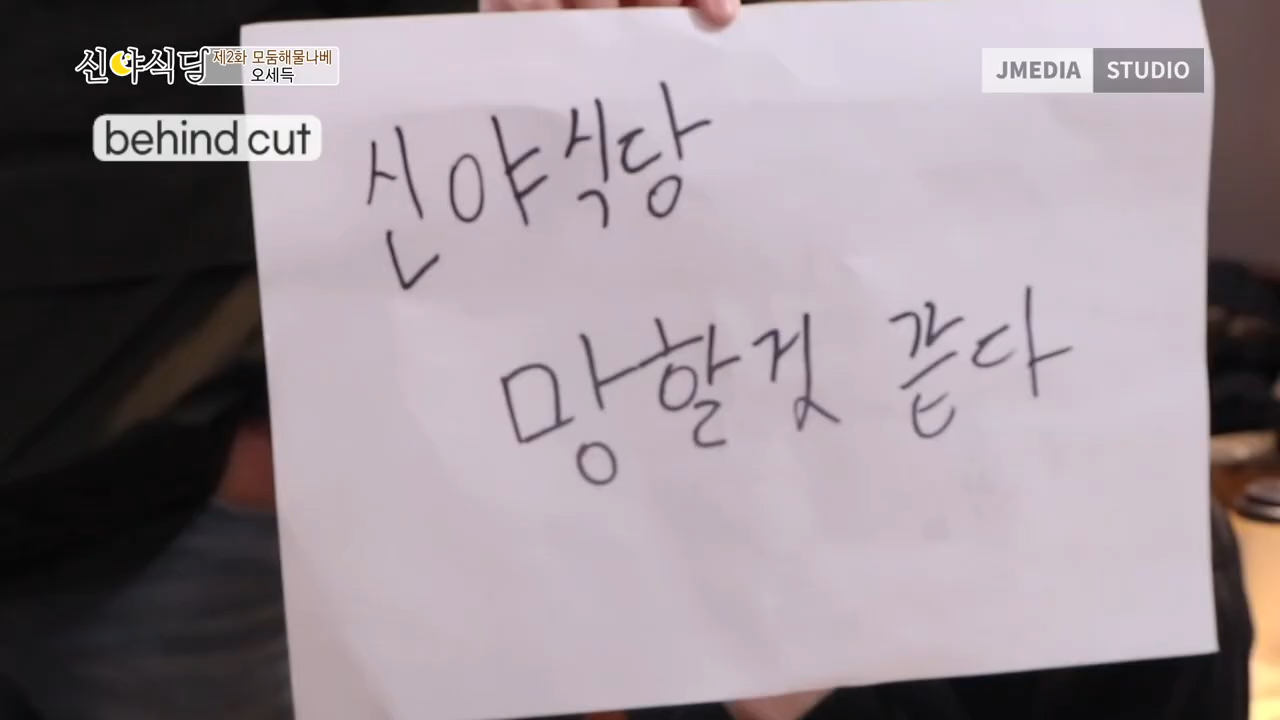 신야식당
제2화 모둠해물나베
오세득
JMEDIA STUDIO
behind cut
신야식당
망할것 같다